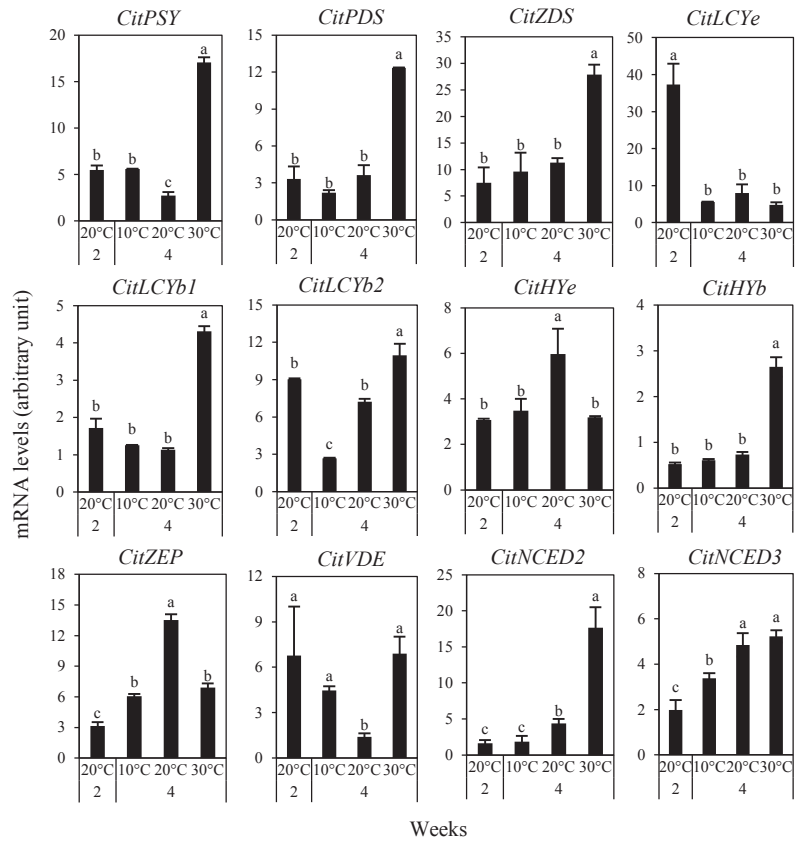 CitPSY CitPDS CitZDS CitLCYe
20 15 50
20 15 35 50
a a a a
30 40
15 12 25 30
9 20
10 b b 6 15 20
c b b b b b b b b b
5 3 10 10
5
0 0 0 0
20°C 10°C 20°C 30°C 20°C 10°C 20°C 30°C 20°C 10°C 20°C 30°C 20°C 10°C 20°C 30°C
2 4 2 4 2 4 2 4
CitLCYb1 CitLCYb2 CitHYe CitHYb
5 15 8 4
a a a a
4 12 6 3
3 b 9 b b b b
2 b b b 6 c 4 2
1 3 2 1 b b b
0 0 0 0
20°C 10°C 20°C 30°C 20°C 10°C 20°C 30°C 20°C 10°C 20°C 30°C 20°C 10°C 20°C 30°C
2 4 2 4 2 4 2 4
CitZEP CitVDE CitNCED2 CitNCED3
18 12 25 8
15 a a a 20 a 6 a a
12 9 a 15 b
9 b b 6 b 10 4 c
6 c 3 5 c c b 2
3
0 0 0 0
20°C 10°C 20°C 30°C 20°C 10°C 20°C 30°C 20°C 10°C 20°C 30°C 20°C 10°C 20°C 30°C
2 4 2 4 2 4 2 4
mRNA levels (arbitrary unit)
Weeks